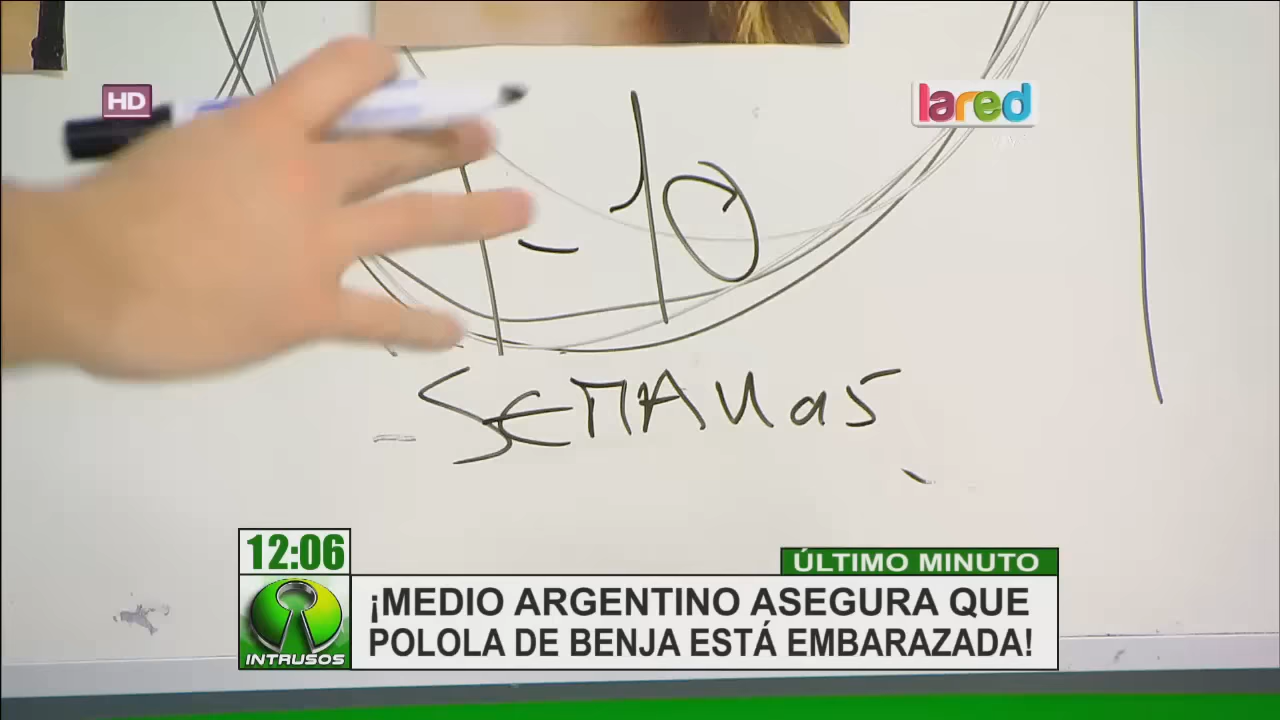 HD
lared
- 10
SEMANas
12:06
ÚLTIMO MINUTO
¡MEDIO ARGENTINO ASEGURA QUE
POLOLA DE BENJA ESTÁ EMBARAZADA!
INTRUSOS